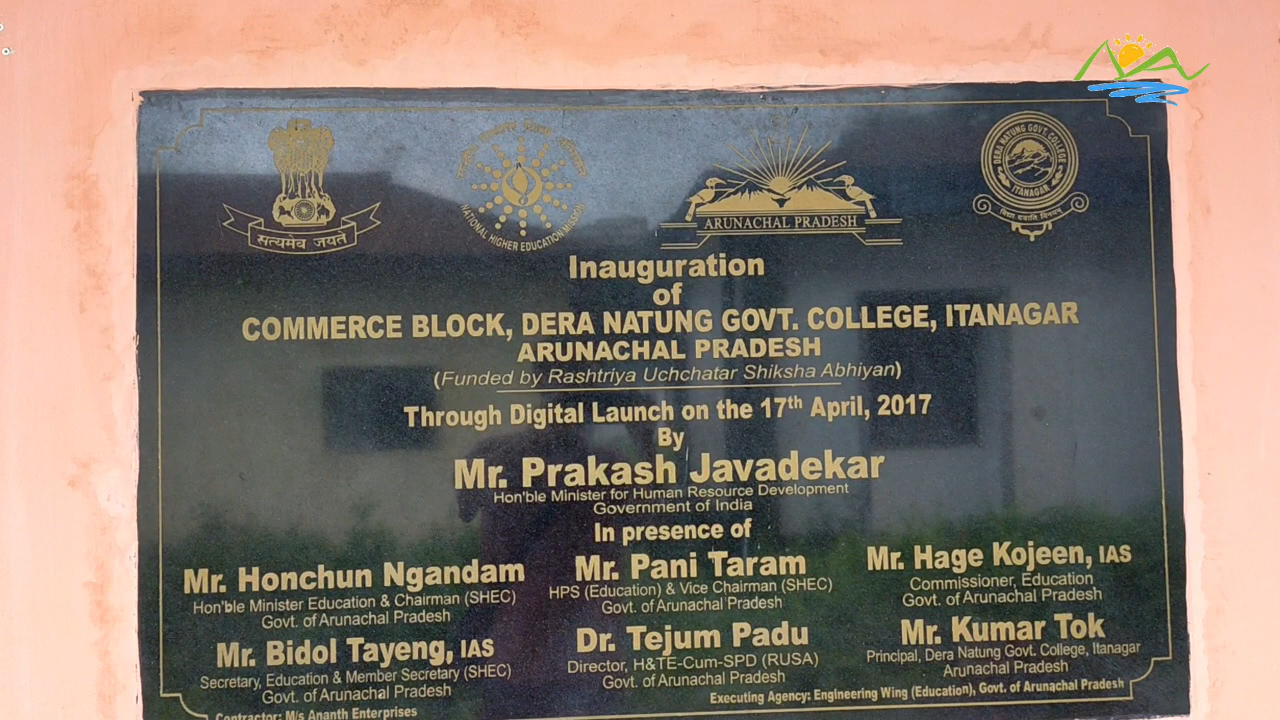 सत्यमेव जयते
NATIONAL HIGHER EDUCATION MISSION
ARUNACHAL PRADESH
DERA NATUNG GOVT. COLLEGE
ITANAGAR
Inauguration
of
COMMERCE BLOCK, DERA NATUNG GOVT. COLLEGE, ITANAGAR
ARUNACHAL PRADESH
(Funded by Rashtriya Uchchatar Shiksha Abhiyan)
Through Digital Launch on the 17th April, 2017
By
Mr. Prakash Javadekar
Hon'ble Minister for Human Resource Development
Government of India
In presence of
Mr. Honchun Ngandam
Hon'ble Minister Education & Chairman (SHEC)
Govt. of Arunachal Pradesh
Mr. Pani Taram
HPS (Education) & Vice Chairman (SHEC)
Govt. of Arunachal Pradesh
Mr. Hage Kojeen, IAS
Commissioner, Education
Govt. of Arunachal Pradesh
Mr. Bidol Tayeng, IAS
Secretary, Education & Member Secretary (SHEC)
Govt. of Arunachal Pradesh
Dr. Tejum Padu
Director, H&TE-Cum-SPD (RUSA)
Govt. of Arunachal Pradesh
Mr. Kumar Tok
Principal, Dera Natung Govt. College, Itanagar
Arunachal Pradesh
Contractor: M/s Ananth Enterprises
Executing Agency: Engineering Wing (Education), Govt. of Arunachal Pradesh